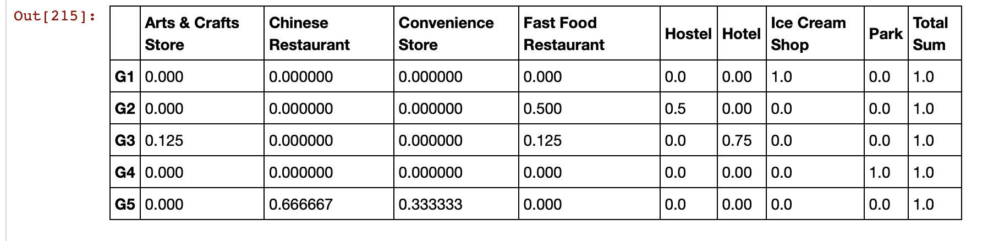 Out[215]:
Arts & Crafts Store Chinese Restaurant Convenience Store Fast Food Restaurant Hostel Hotel Ice Cream Shop Park Total Sum
G1 0.000 0.000000 0.000000 0.000 0.0 0.00 1.0 0.0 1.0
G2 0.000 0.000000 0.000000 0.500 0.5 0.00 0.0 0.0 1.0
G3 0.125 0.000000 0.000000 0.125 0.0 0.75 0.0 0.0 1.0
G4 0.000 0.000000 0.000000 0.000 0.0 0.00 0.0 1.0 1.0
G5 0.000 0.666667 0.333333 0.000 0.0 0.00 0.0 0.0 1.0